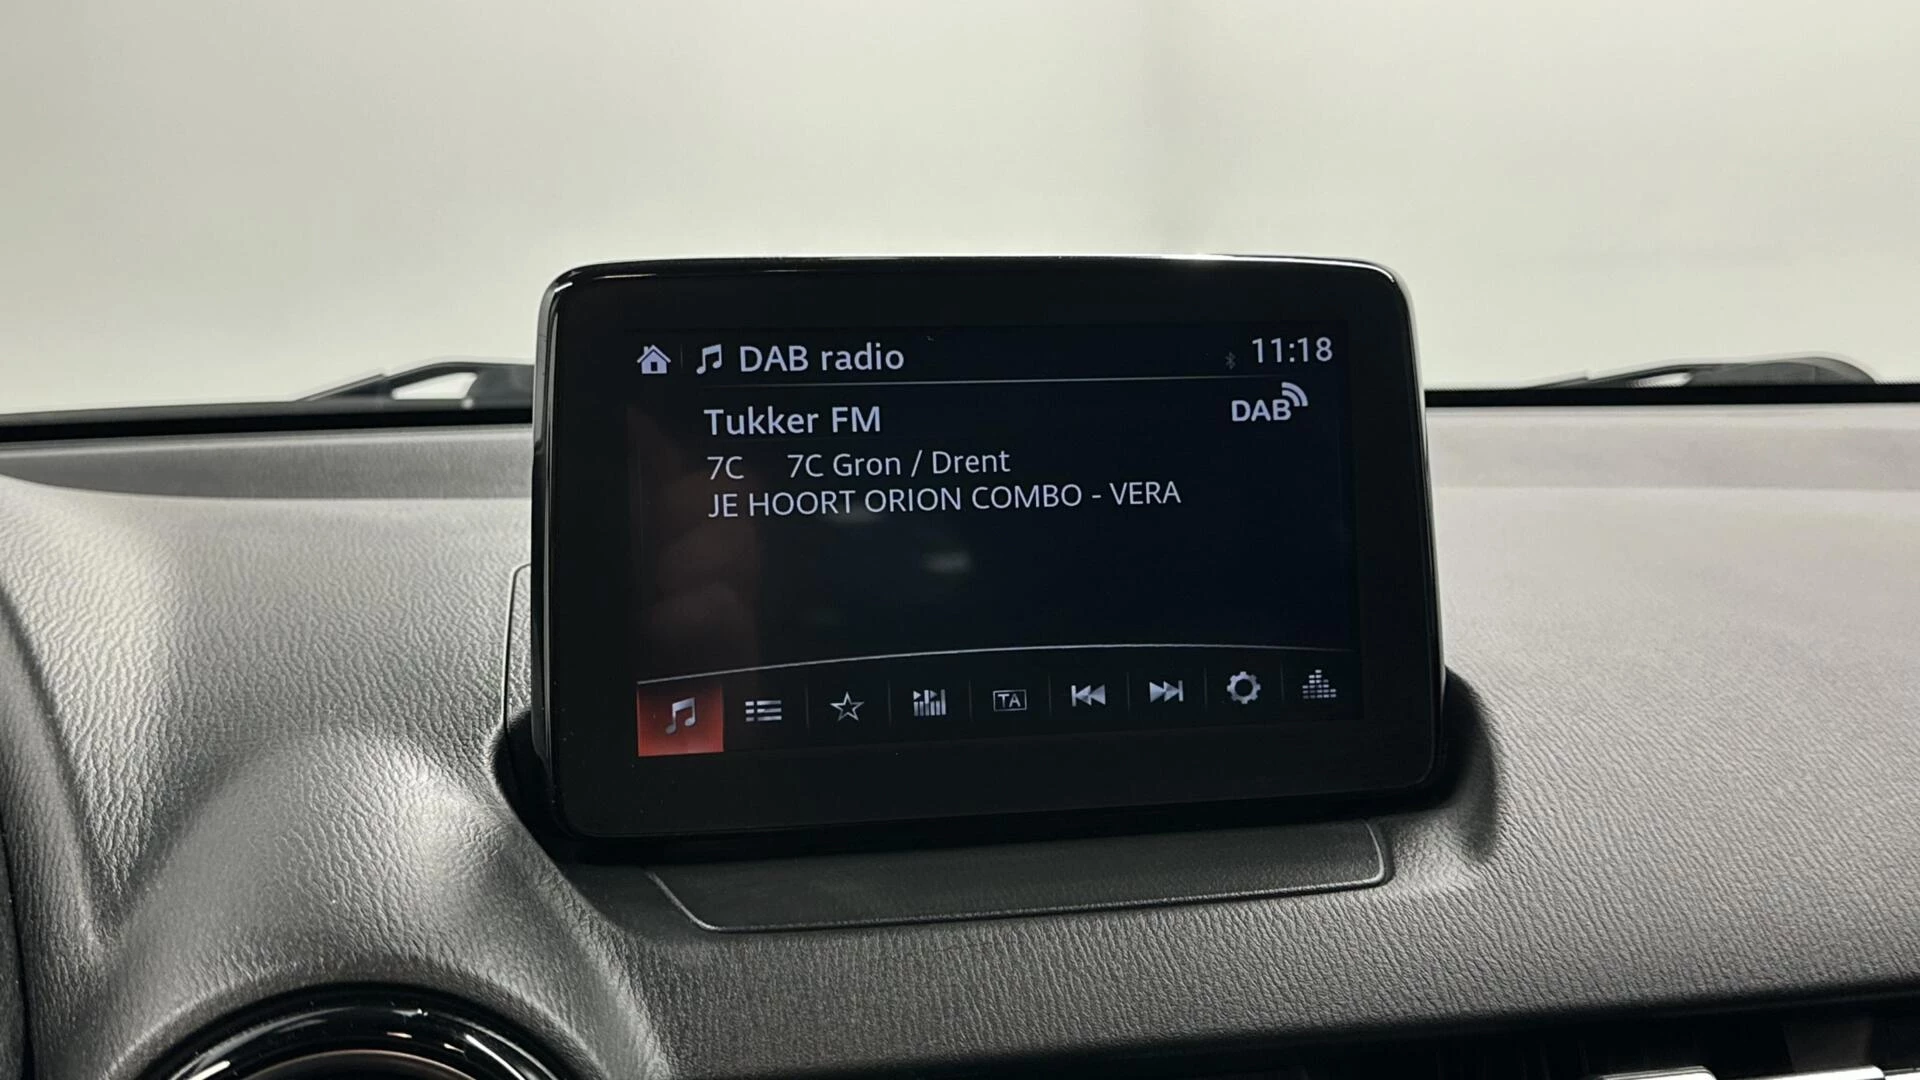 DAB radio
11:18
Tukker FM
DAB
7C 7C Gron / Drent
JE HOORT ORION COMBO - VERA
TA